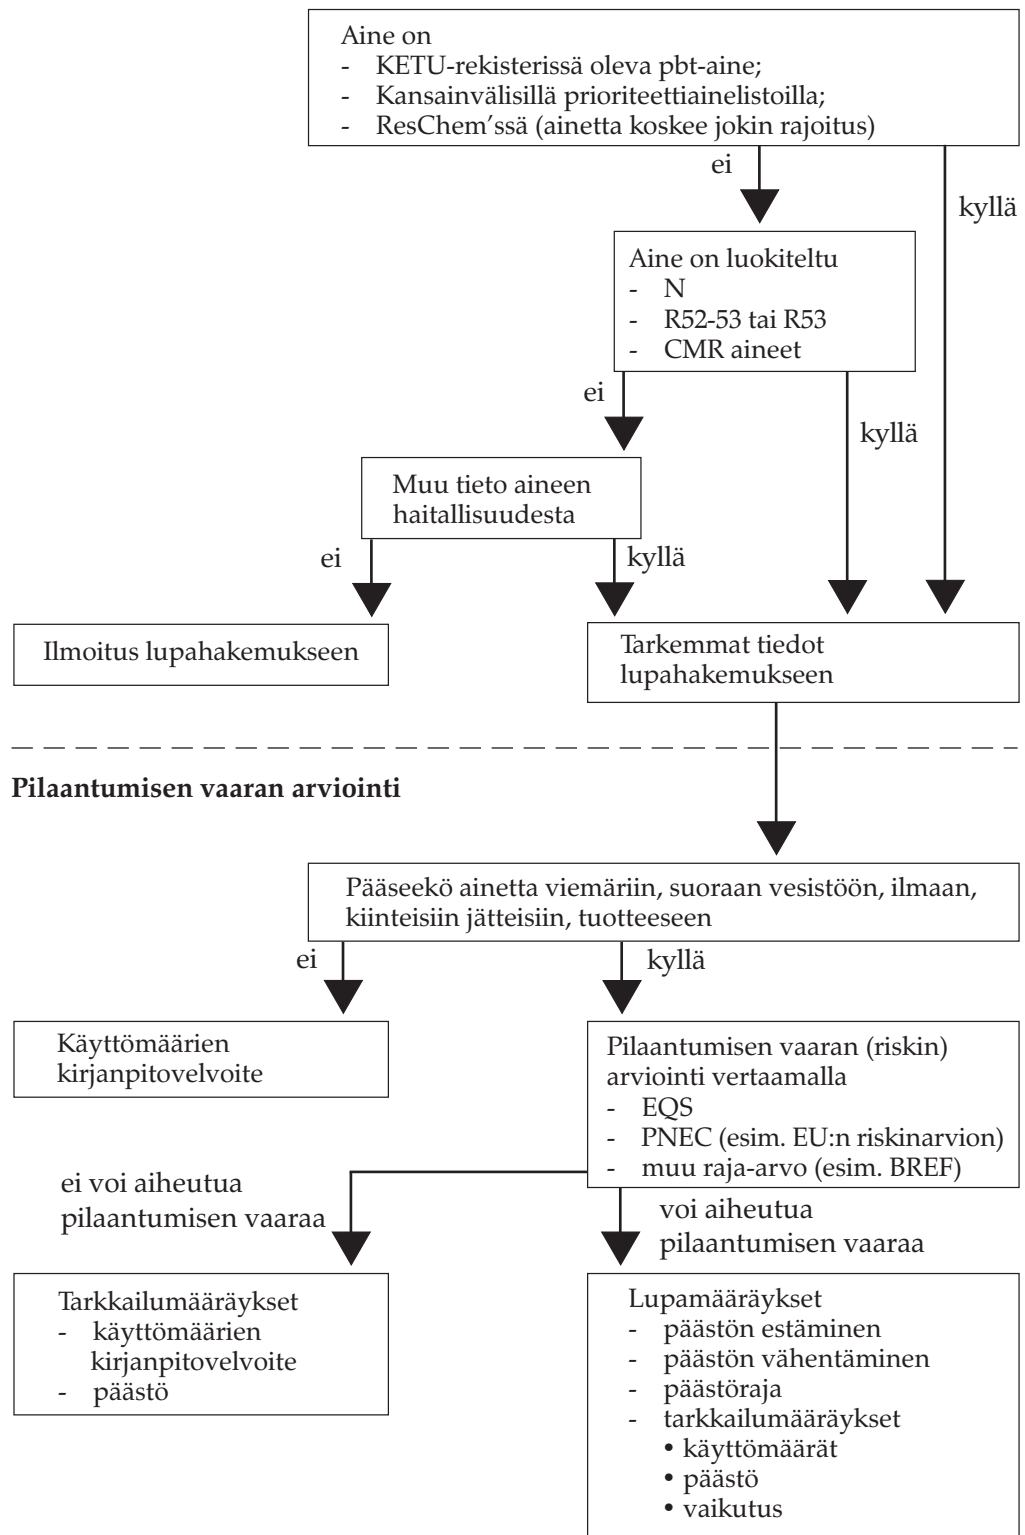 Aine on
- KETU-rekisterissä oleva pbt-aine;
- Kansainvälisillä prioriteettiainelistoilla;
- ResChem'ssä (ainetta koskee jokin rajoitus)
ei
kyllä
Aine on luokiteltu
- N
- R52-53 tai R53
- CMR aineet
ei
kyllä
Muu tieto aineen
haitallisuudesta
ei
kyllä
Ilmoitus lupahakemukseen
Tarkemmat tiedot
lupahakemukseen
Pilaantumisen vaaran arviointi
Pääseekö ainetta viemäriin, suoraan vesistöön, ilmaan,
kiinteisiin jätteisiin, tuotteeseen
ei
kyllä
Käyttömäärien
kirjanpitovelvoite
Pilaantumisen vaaran (riskin)
arviointi vertaamalla
- EQS
- PNEC (esim. EU:n riskinarvion)
- muu raja-arvo (esim. BREF)
ei voi aiheutua
pilaantumisen vaaraa
voi aiheutua
pilaantumisen vaaraa
Tarkkailumääräykset
- käyttömäärien
kirjanpitovelvoite
- päästö
Lupamääräykset
- päästön estäminen
- päästön vähentäminen
- päästöraja
- tarkkailumääräykset
• käyttömäärät
• päästö
• vaikutus